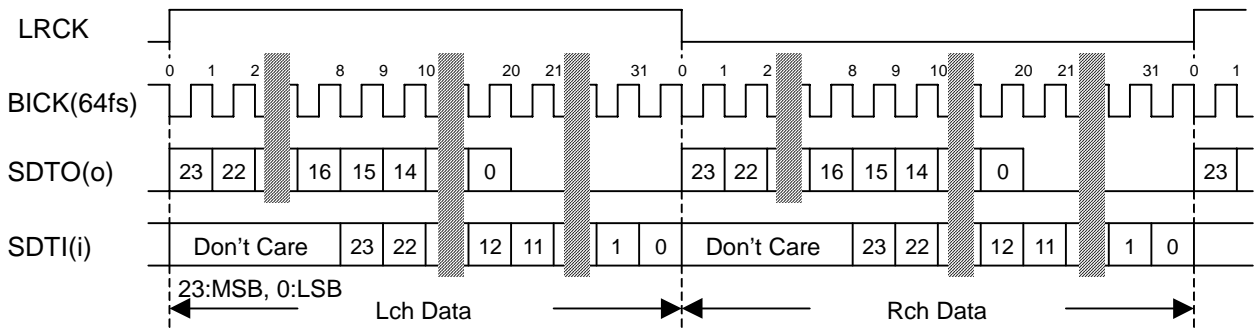 LRCK
0 1 2 8 9 10 20 21 31 0 1 2 8 9 10 20 21 31 0 1
BICK(64fs)
SDTO(o) 23 22 16 15 14 0 23 22 16 15 14 0 23
SDTI(i) Don't Care 23 22 12 11 1 0 Don't Care 23 22 12 11 1 0
23:MSB, 0:LSB
Lch Data Rch Data